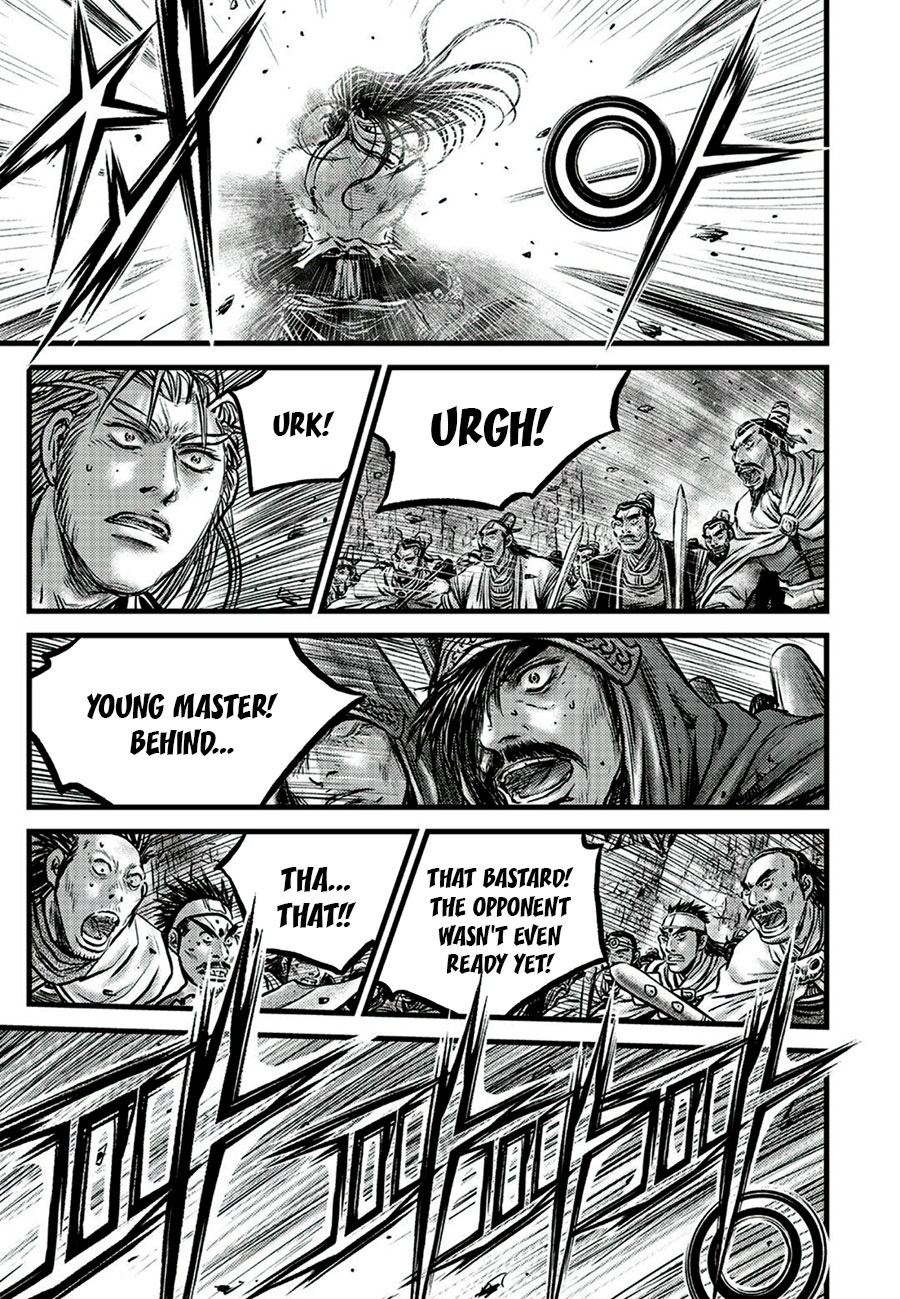 URK!
URGH!
YOUNG MASTER!
BEHIND...
THA...
THAT!!
THAT BASTARD!
THE OPPONENT
WASN'T EVEN
READY YET!